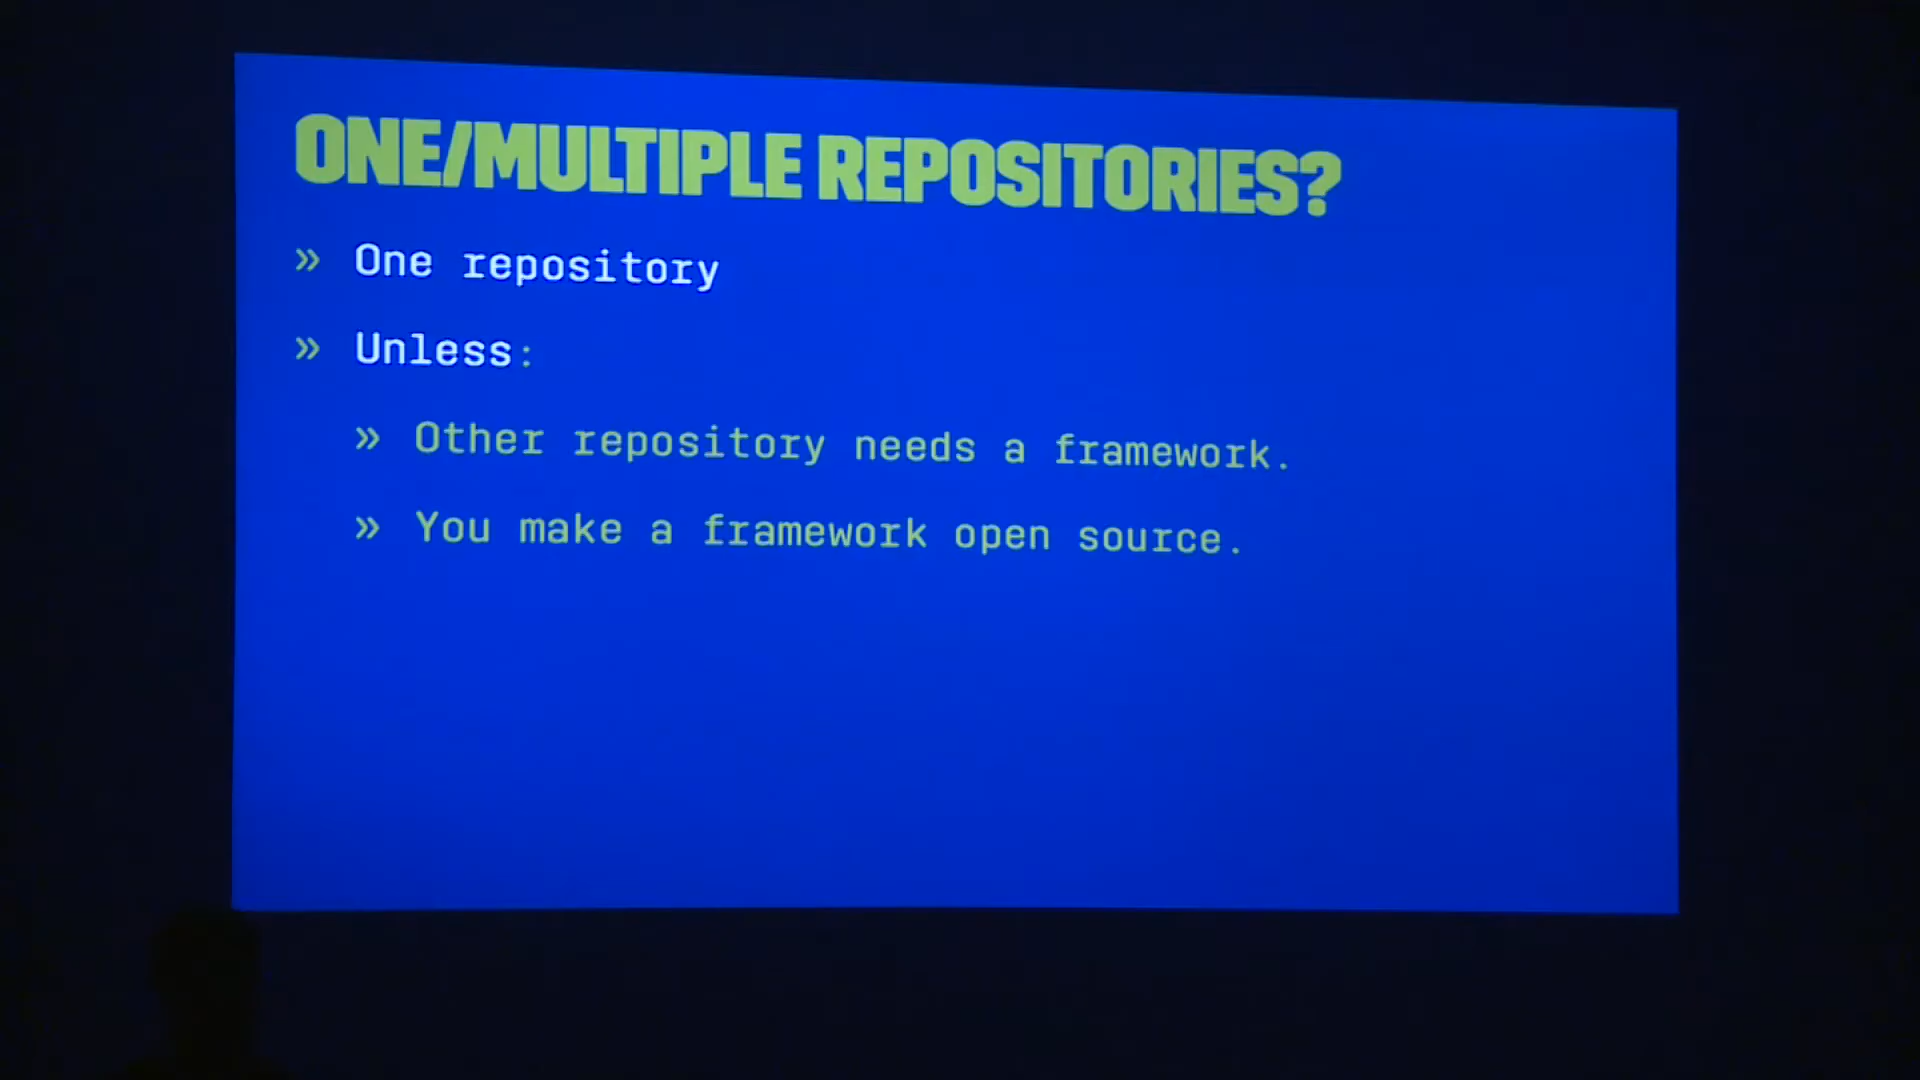 ONE/MULTIPLE REPOSITORIES?
» One repository
» Unless:
» Other repository needs a framework.
» You make a framework open source.